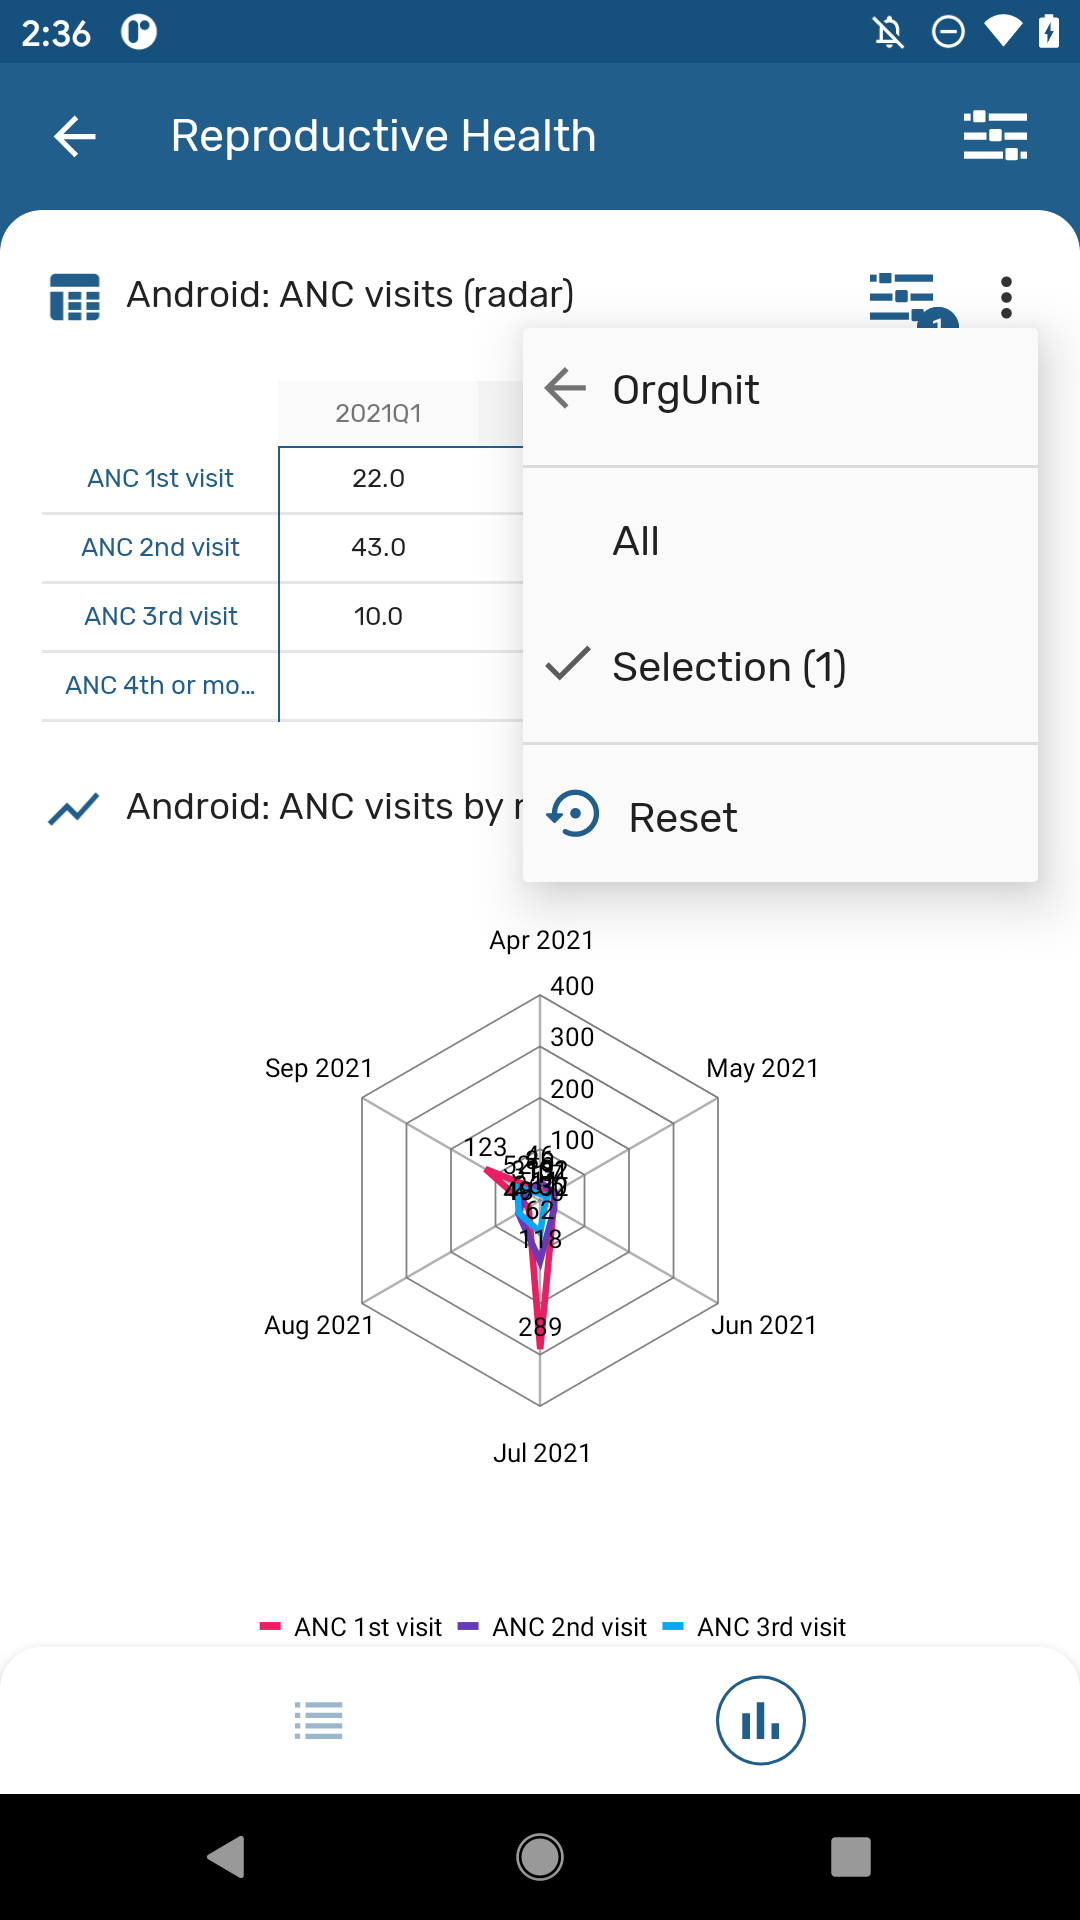 2:36
Reproductive Health
Android: ANC visits (radar)
1
OrgUnit
2021Q1
ANC 1st visit 22.0
ANC 2nd visit 43.0
All
ANC 3rd visit 10.0
Selection (1)
ANC 4th or mo...
Android: ANC visits by
Reset
Apr 2021
400
300
Sep 2021
May 2021
200
100
123
46
62
118
Aug 2021
289
Jun 2021
Jul 2021
ANC 1st visit ANC 2nd visit ANC 3rd visit